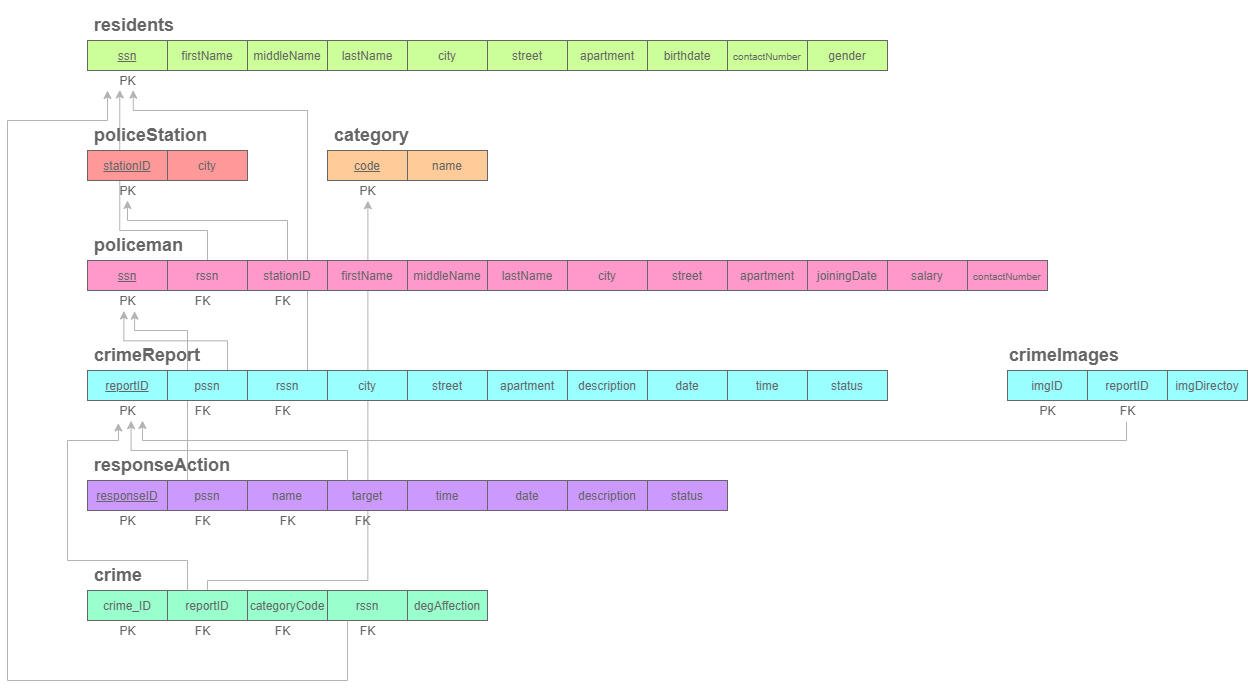 residents
ssn firstName middleName lastName city street apartment birthdate contactNumber gender
PK
policeStation category
stationID city code name
PK PK
policeman
ssn rssn stationID firstName middleName lastName city street apartment joiningDate salary contactNumber
PK FK FK
crimeReport crimeImages
reportID pssn rssn city street apartment description date time status imgID reportID imgDirectoy
PK FK FK PK FK
responseAction
responseID pssn name target time date description status
PK FK FK FK
crime
crime_ID reportID categoryCode rssn degAffection
PK FK FK FK